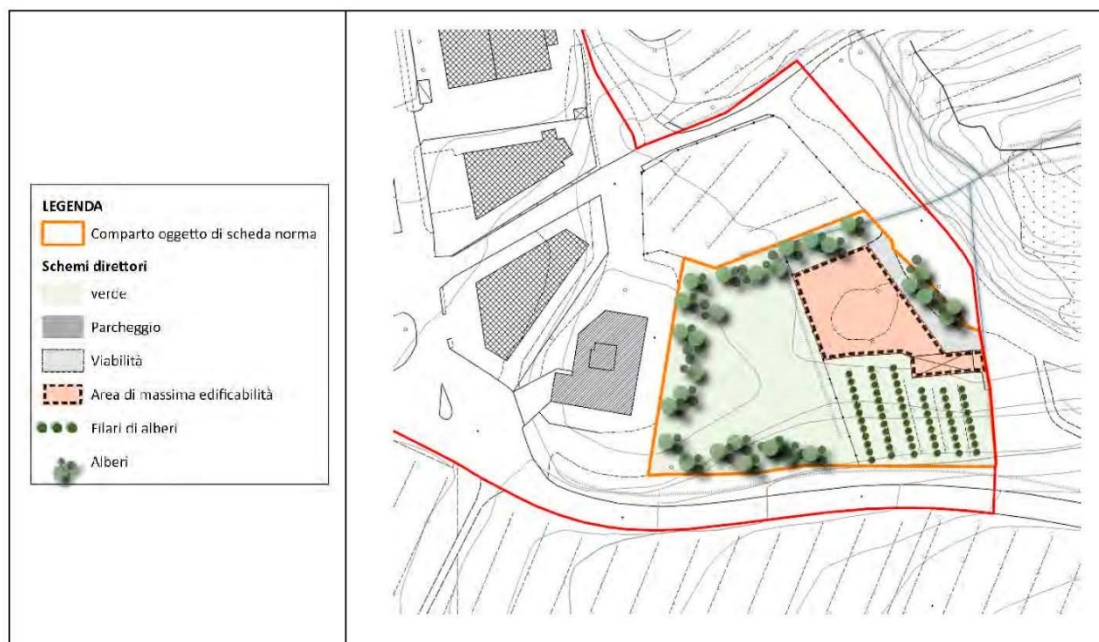 LEGENDA
Comparto oggetto di scheda norma
Schemi direttori
verde
Parcheggio
Viabilità
Area di massima edificabilità
Filari di alberi
Alberi